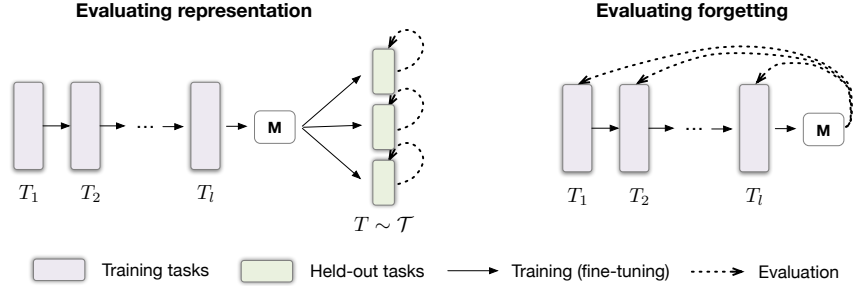 Evaluating representation
T_1
T_2
...
T_l
M
T ∼ 𝒯
Evaluating forgetting
T_1
T_2
...
T_l
M
Training tasks
Held-out tasks
Training (fine-tuning)
Evaluation